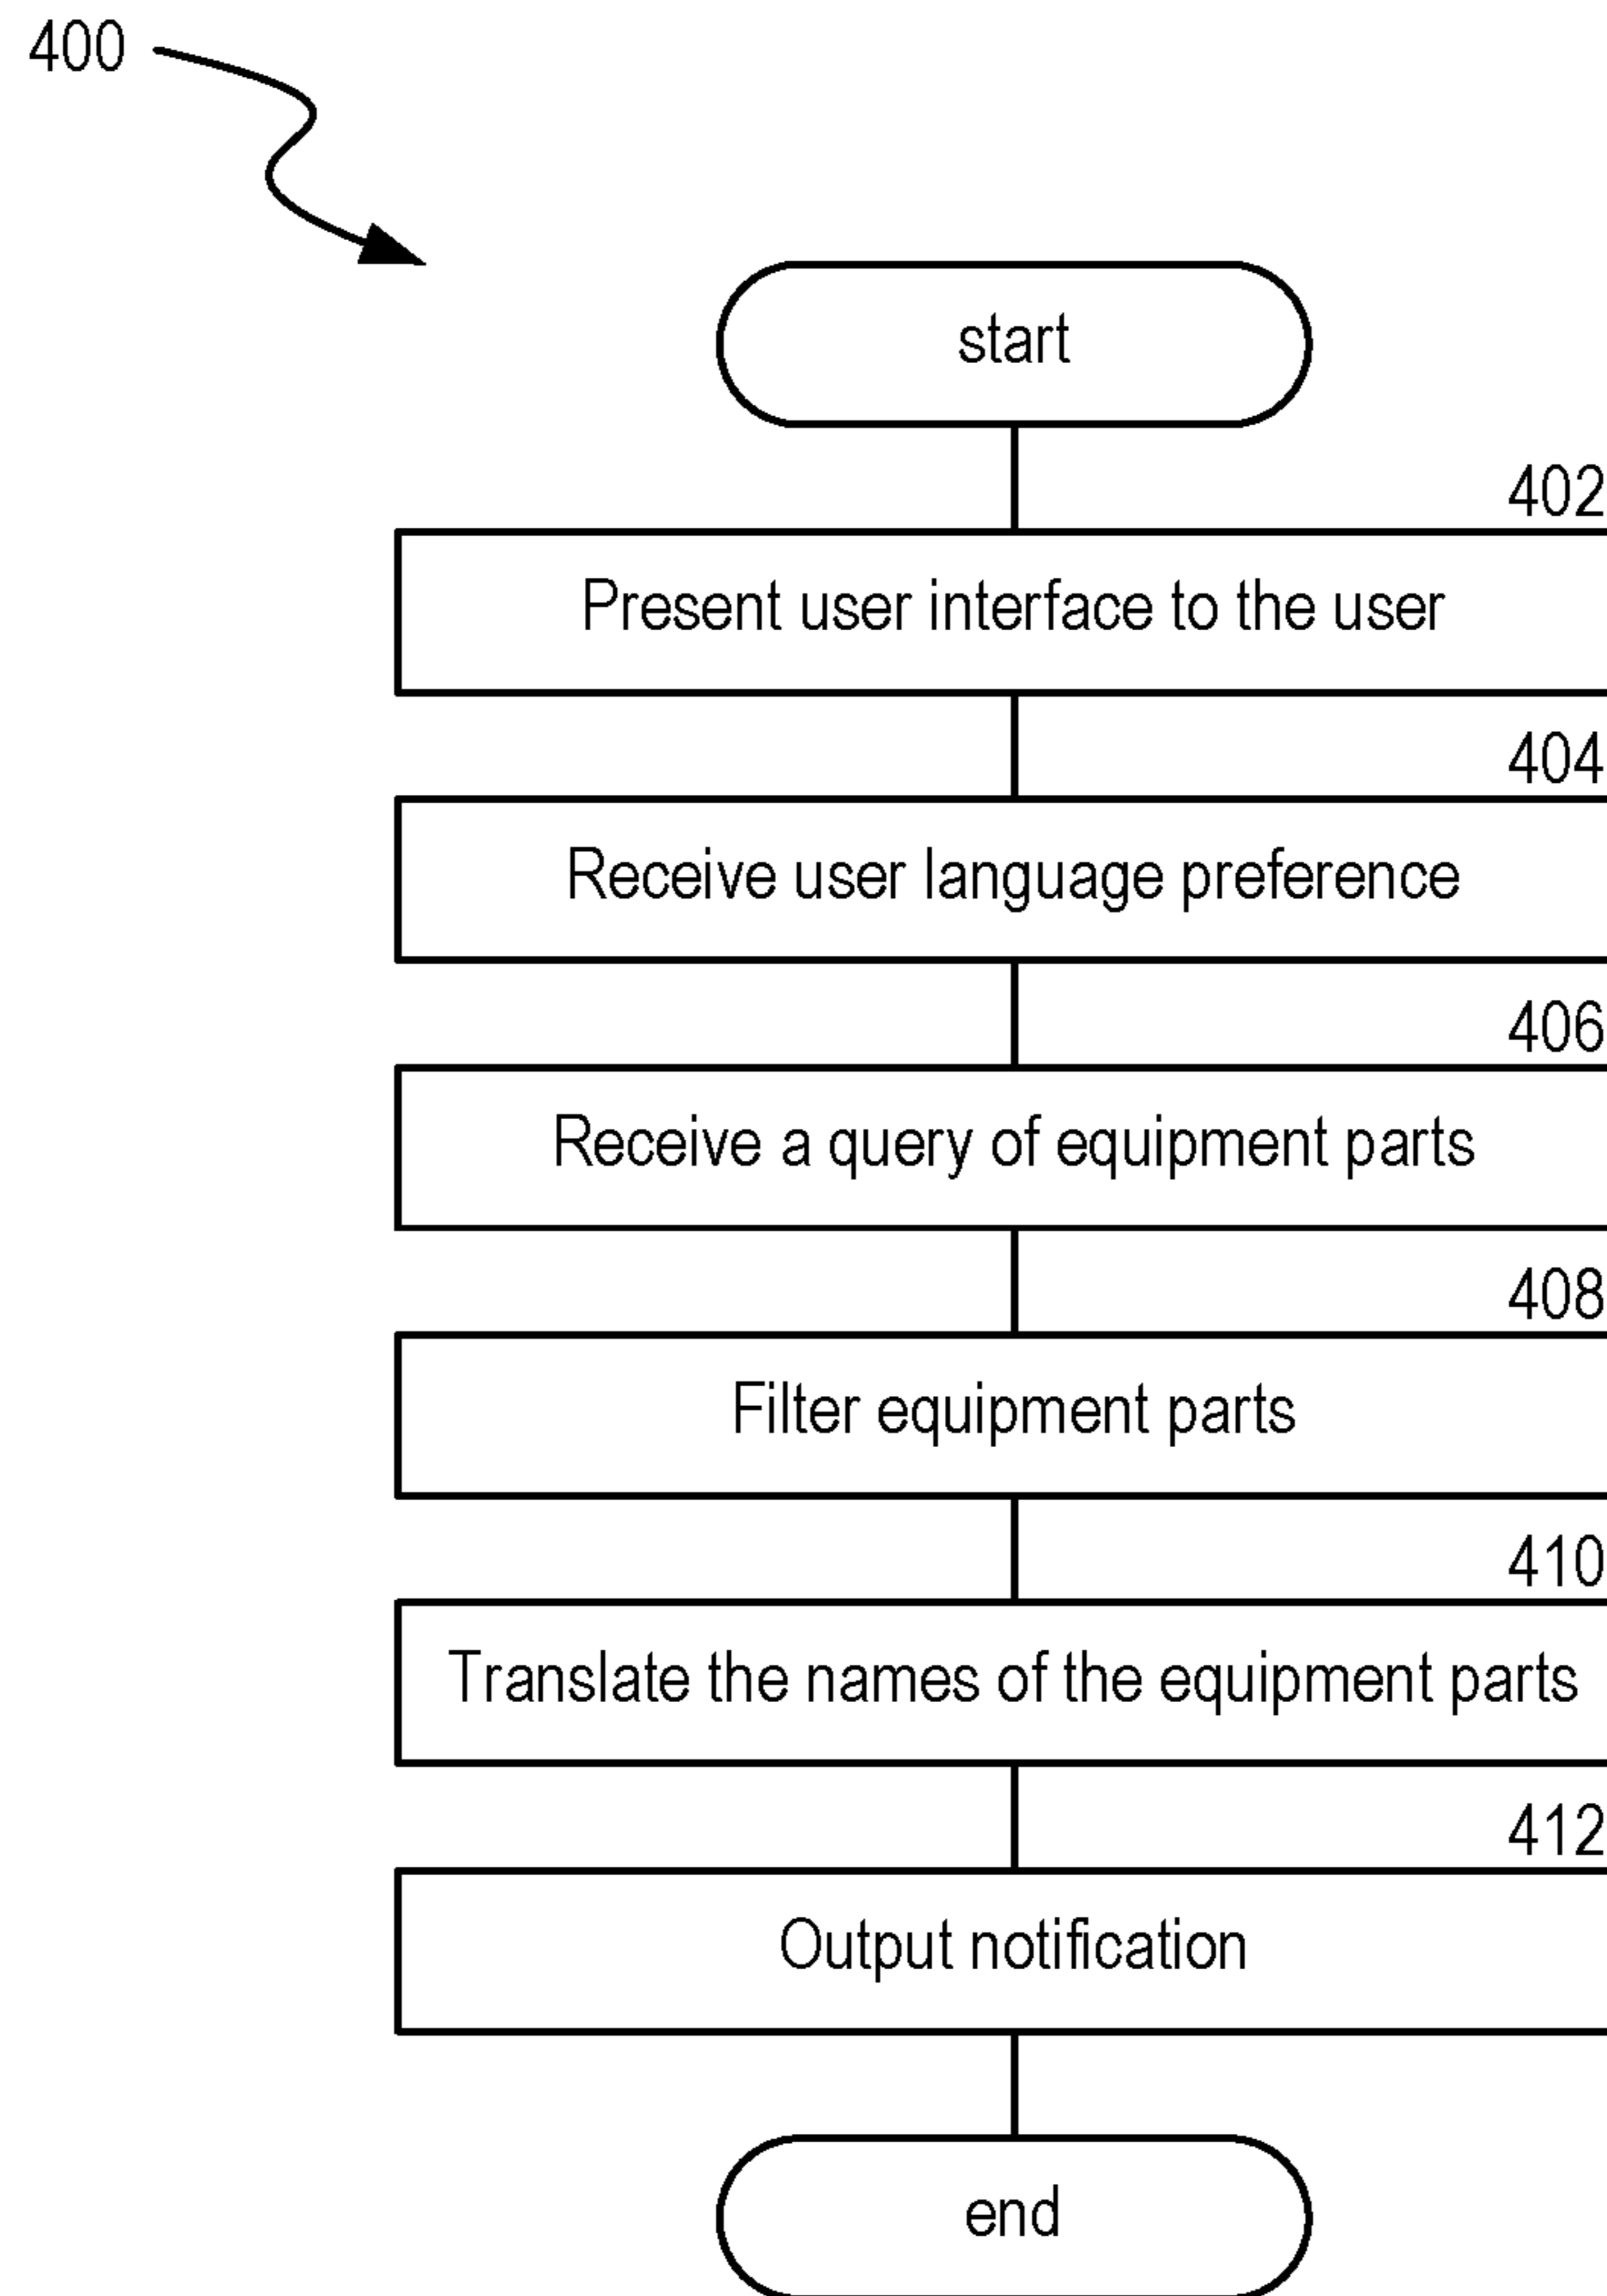 400
start
402
Present user interface to the user
404
Receive user language preference
406
Receive a query of equipment parts
408
Filter equipment parts
410
Translate the names of the equipment parts
412
Output notification
end